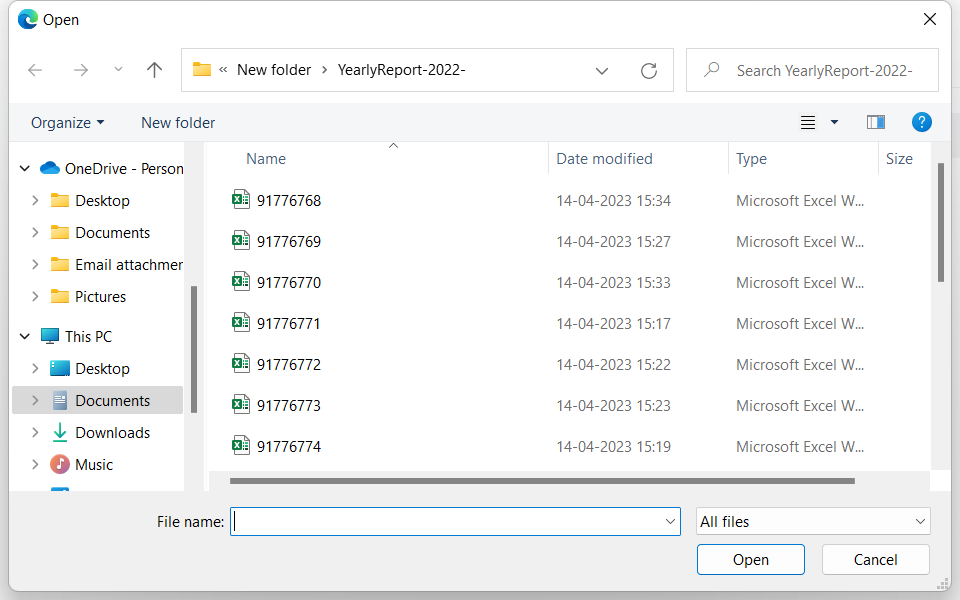 Open
« New folder > YearlyReport-2022-
Search YearlyReport-2022-
Organize New folder
?
Name Date modified Type Size
OneDrive - Person
Desktop
Documents
Email attachmen
Pictures
This PC
Desktop
Documents
Downloads
Music
91776768 14-04-2023 15:34 Microsoft Excel W...
91776769 14-04-2023 15:27 Microsoft Excel W...
91776770 14-04-2023 15:33 Microsoft Excel W...
91776771 14-04-2023 15:17 Microsoft Excel W...
91776772 14-04-2023 15:22 Microsoft Excel W...
91776773 14-04-2023 15:23 Microsoft Excel W...
91776774 14-04-2023 15:19 Microsoft Excel W...
File name:
All files
Open Cancel